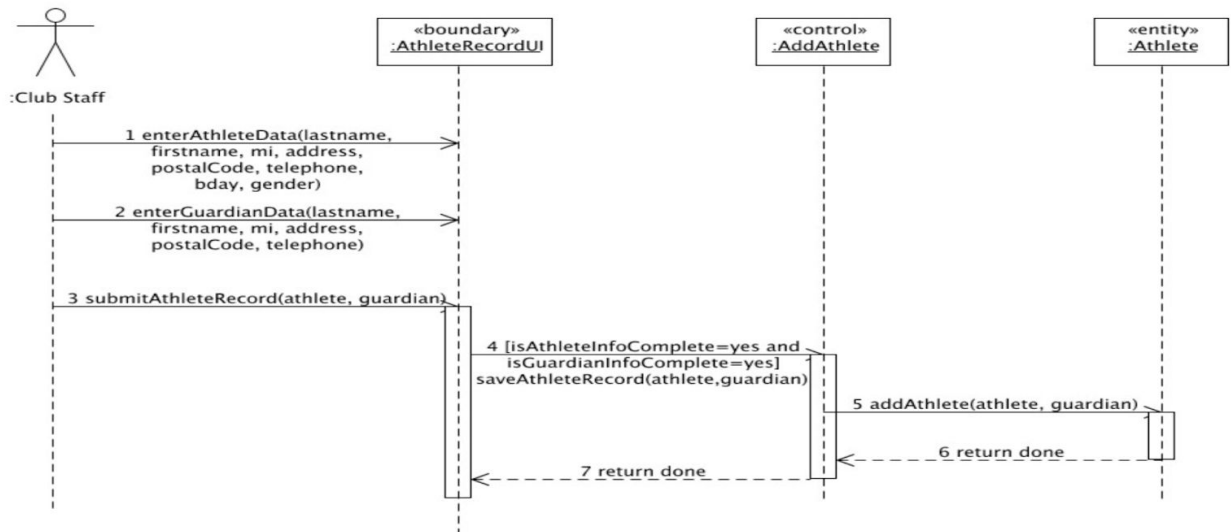 «boundary»
:AthleteRecordUI
«control»
:AddAthlete
«entity»
:Athlete
:Club Staff
1 enterAthleteData(lastname,
firstname, mi, address,
postalCode, telephone,
bday, gender)
2 enterGuardianData(lastname,
firstname, mi, address,
postalCode, telephone)
3 submitAthleteRecord(athlete, guardian)
4 [isAthleteInfoComplete=yes and
isGuardianInfoComplete=yes]
saveAthleteRecord(athlete,guardian)
5 addAthlete(athlete, guardian)
6 return done
7 return done